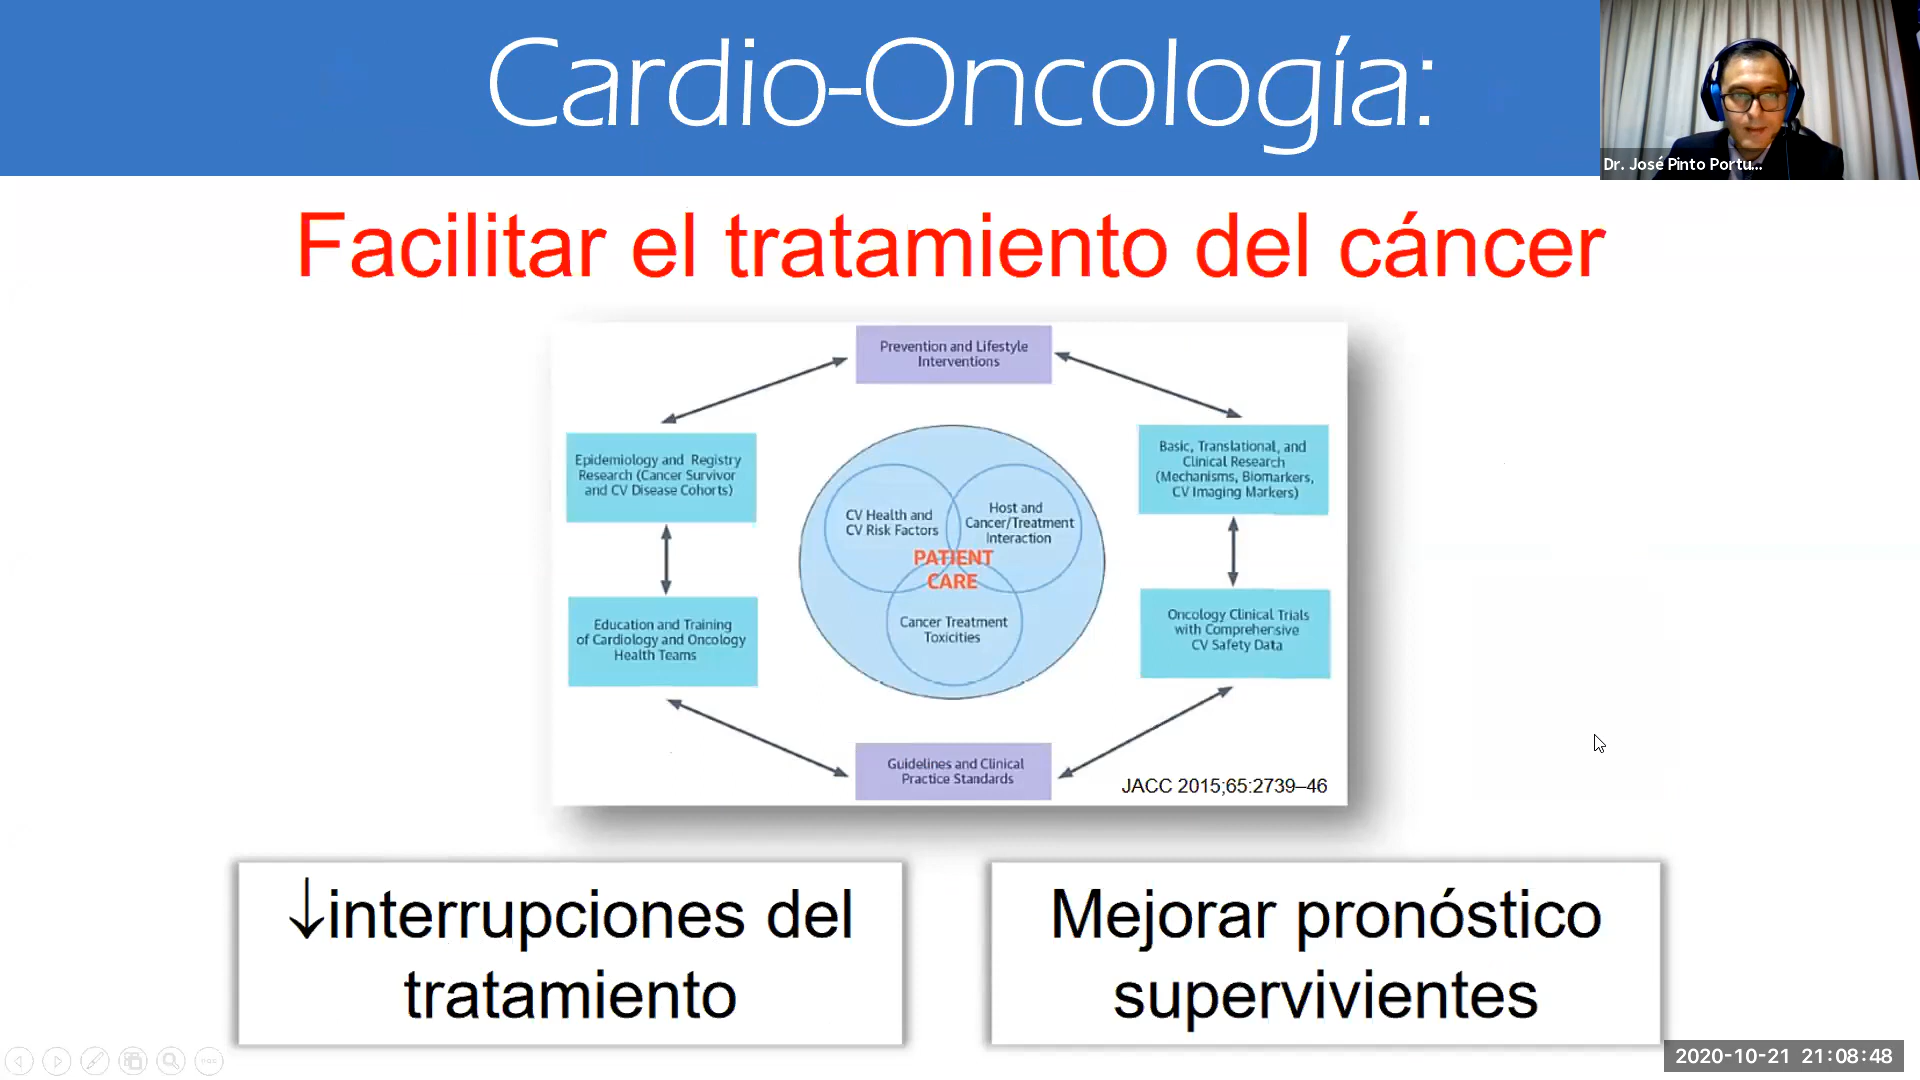 Cardio-Oncología:
Dr. José Pinto Portu...
Facilitar el tratamiento del cáncer
Prevention and Lifestyle
Interventions
Epidemiology and Registry
Research (Cancer Survivor
and CV Disease Cohorts)
Basic, Translational, and
Clinical Research
(Mechanisms, Biomarkers,
CV Imaging Markers)
CV Health and
CV Risk Factors
Host and
Cancer/Treatment
Interaction
PATIENT
CARE
Cancer Treatment
Toxicities
Education and Training
of Cardiology and Oncology
Health Teams
Oncology Clinical Trials
with Comprehensive
CV Safety Data
Guidelines and Clinical
Practice Standards
JACC 2015;65:2739–46
↓interrupciones del
tratamiento
Mejorar pronóstico
supervivientes
2020-10-21 21:08:48